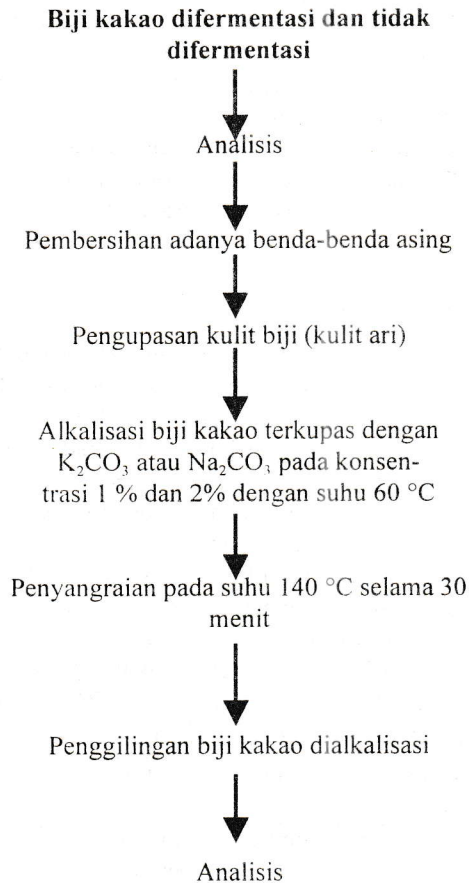 Biji kakao difermentasi dan tidak
difermentasi
Analisis
Pembersihan adanya benda-benda asing
Pengupasan kulit biji (kulit ari)
Alkalisasi biji kakao terkupas dengan
K₂CO₃ atau Na₂CO₃ pada konsen-
trasi 1 % dan 2% dengan suhu 60 °C
Penyangraian pada suhu 140 °C selama 30
menit
Penggilingan biji kakao dialkalisasi
Analisis